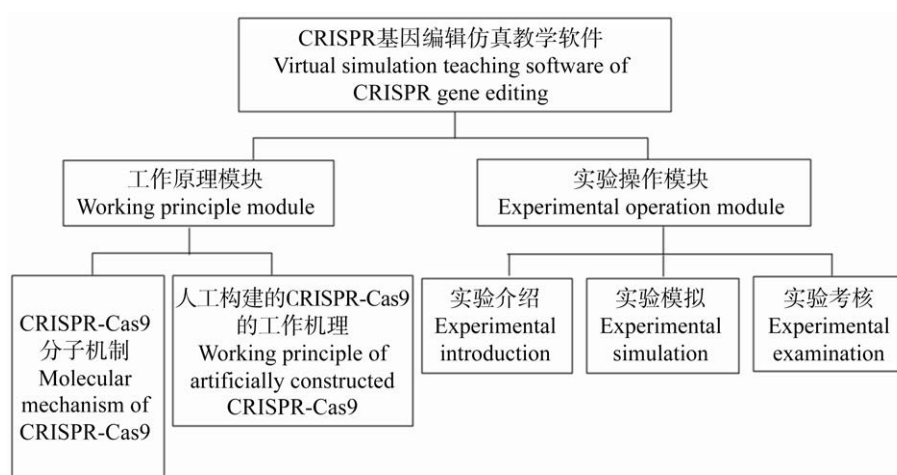 CRISPR基因编辑仿真教学软件
Virtual simulation teaching software of
CRISPR gene editing
工作原理模块
Working principle module
实验操作模块
Experimental operation module
CRISPR-Cas9
分子机制
Molecular
mechanism of
CRISPR-Cas9
人工构建的CRISPR-Cas9
的工作机理
Working principle of
artificially constructed
CRISPR-Cas9
实验介绍
Experimental
introduction
实验模拟
Experimental
simulation
实验考核
Experimental
examination